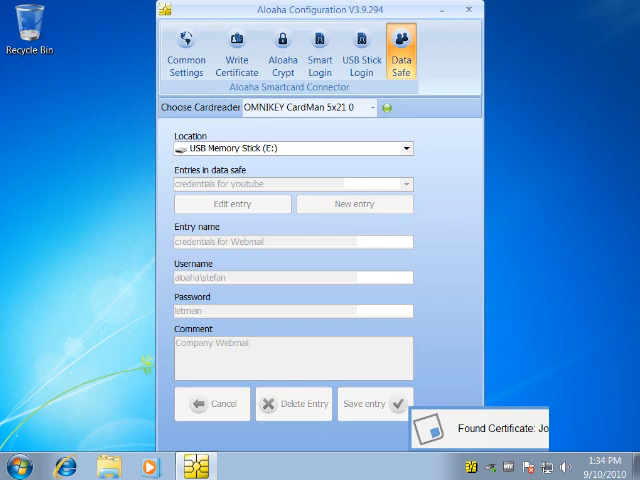 Recycle Bin
Aloaha Configuration V3.9.294
Common Settings
Write Certificate
Aloaha Crypt
Smart Login
USB Stick Login
Data Safe
Aloaha Smartcard Connector
Choose Cardreader OMNIKEY CardMan 5x21 0
Location
USB Memory Stick (E:)
Entries in data safe
credentials for youtube
Edit entry
New entry
Entry name
credentials for Webmail
Username
aloaha\stefan
Password
letmein
Comment
Company Webmail
Cancel
Delete Entry
Save entry
Found Certificate: Jo
1:34 PM
9/10/2010